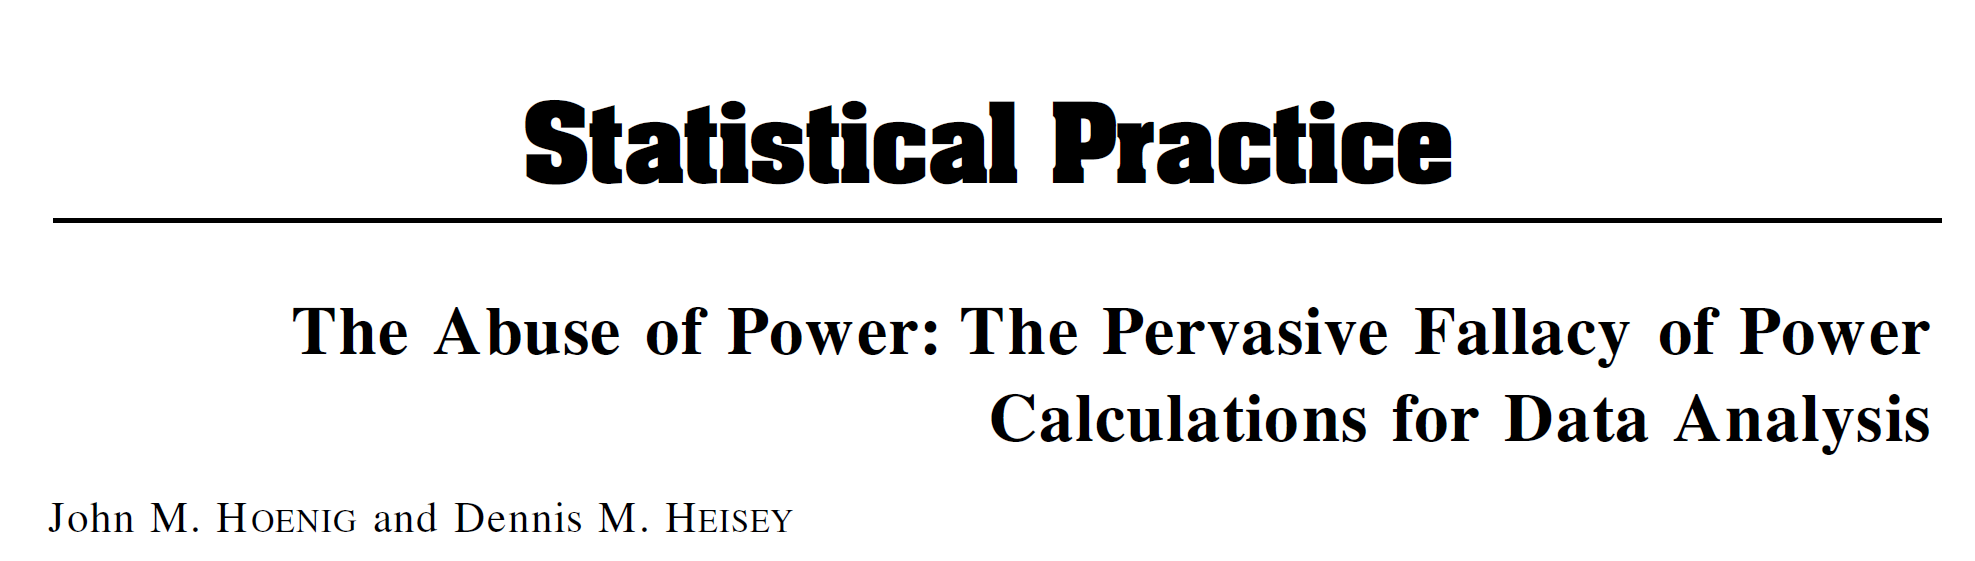 Statistical Practice
The Abuse of Power: The Pervasive Fallacy of Power
Calculations for Data Analysis
John M. HOENIG and Dennis M. HEISEY